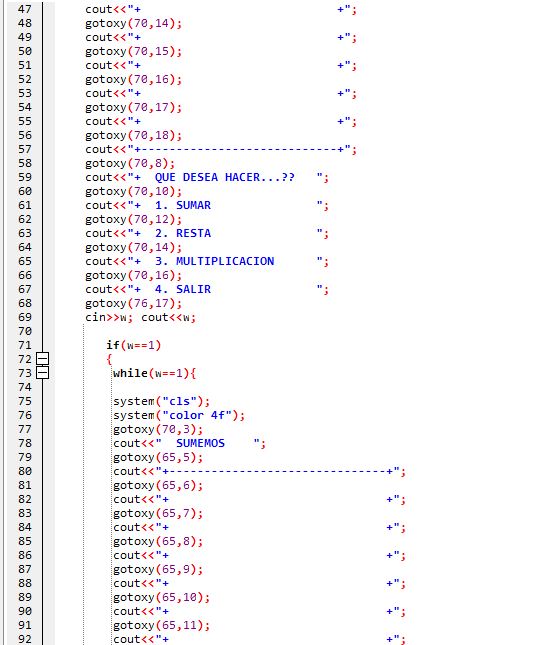 47 cout<<"+                            +";
48 gotoxy(70,14);
49 cout<<"+                            +";
50 gotoxy(70,15);
51 cout<<"+                            +";
52 gotoxy(70,16);
53 cout<<"+                            +";
54 gotoxy(70,17);
55 cout<<"+                            +";
56 gotoxy(70,18);
57 cout<<"+----------------------------+";
58 gotoxy(70,8);
59 cout<<"+  QUE DESEA HACER...??   ";
60 gotoxy(70,10);
61 cout<<"+  1. SUMAR               ";
62 gotoxy(70,12);
63 cout<<"+  2. RESTA               ";
64 gotoxy(70,14);
65 cout<<"+  3. MULTIPLICACION      ";
66 gotoxy(70,16);
67 cout<<"+  4. SALIR               ";
68 gotoxy(76,17);
69 cin>>w; cout<<w;
70
71 if(w==1)
72 {
73 while(w==1){
74
75 system("cls");
76 system("color 4f");
77 gotoxy(70,3);
78 cout<<"  SUMEMOS    ";
79 gotoxy(65,5);
80 cout<<"+-------------------------------+";
81 gotoxy(65,6);
82 cout<<"+                               +";
83 gotoxy(65,7);
84 cout<<"+                               +";
85 gotoxy(65,8);
86 cout<<"+                               +";
87 gotoxy(65,9);
88 cout<<"+                               +";
89 gotoxy(65,10);
90 cout<<"+                               +";
91 gotoxy(65,11);
92 cout<<"+                               +";